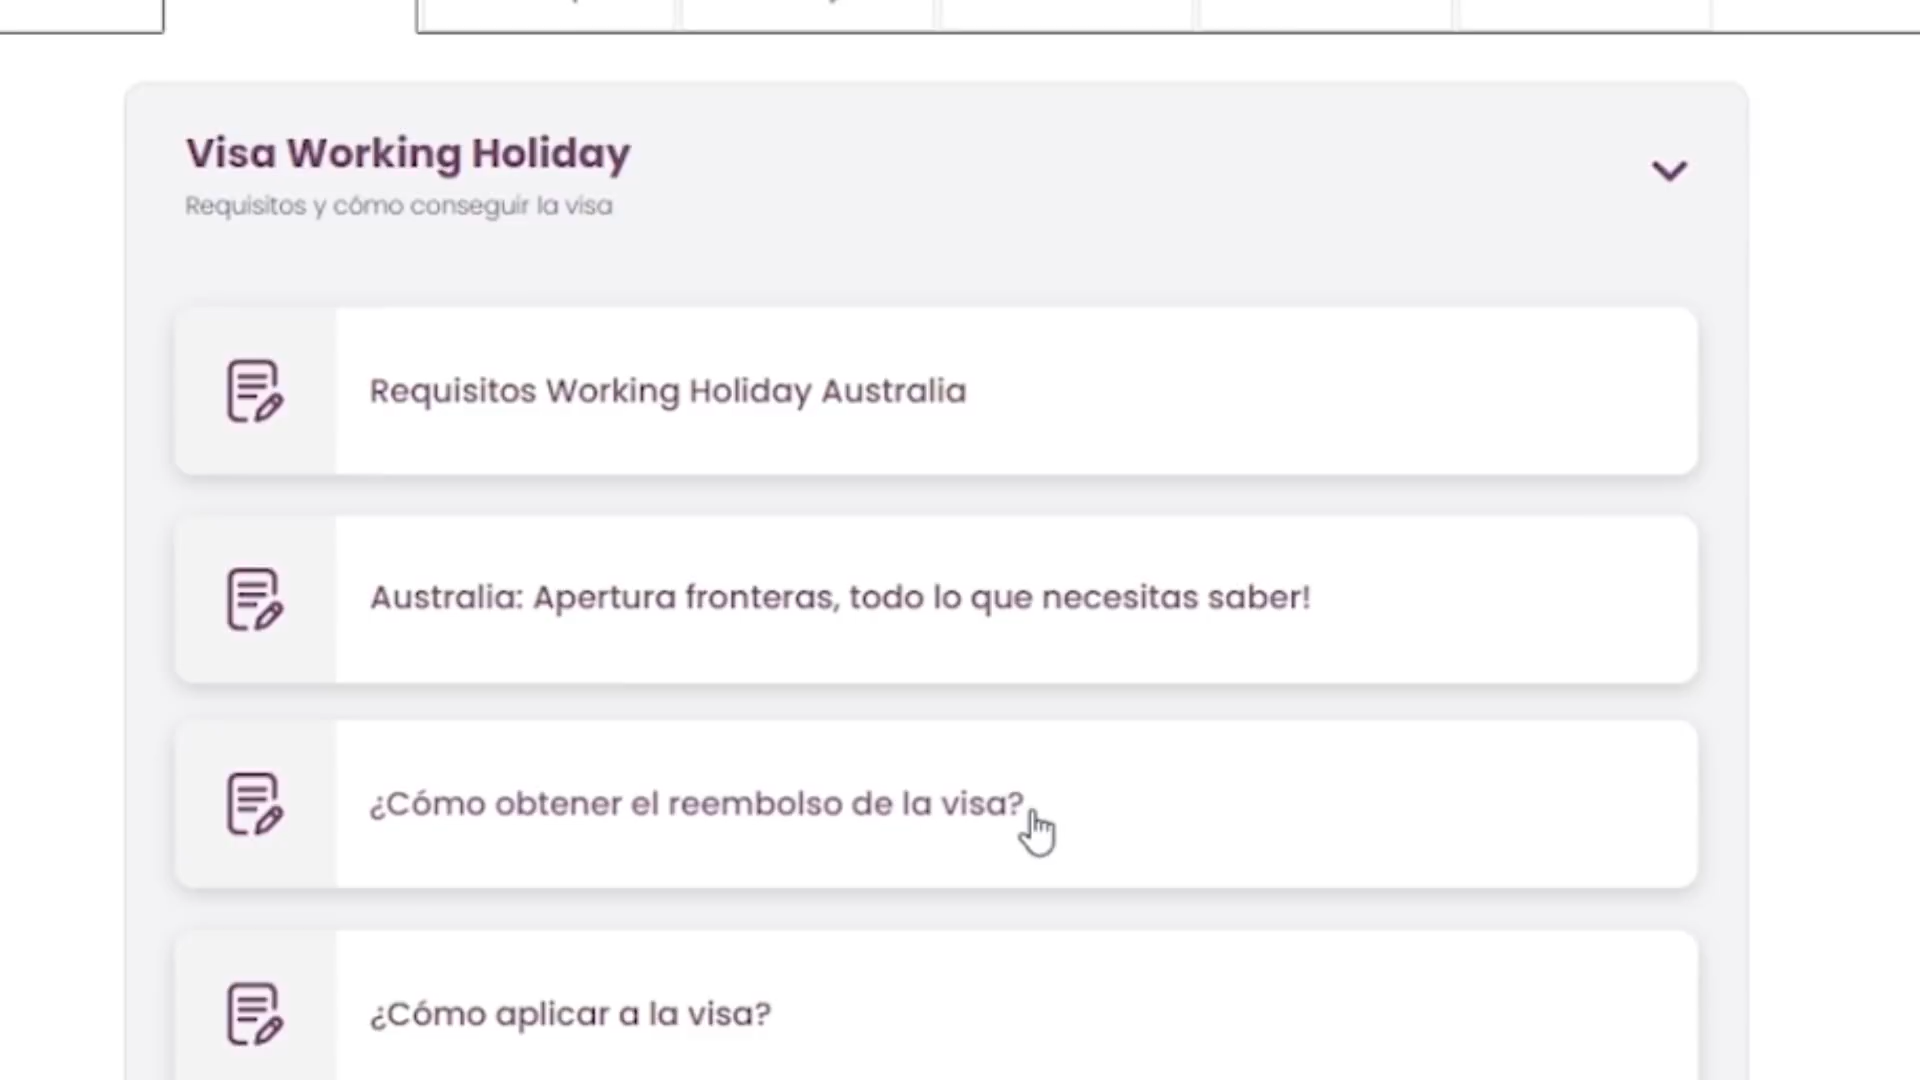 Visa Working Holiday
Requisitos y cómo conseguir la visa
Requisitos Working Holiday Australia
Australia: Apertura fronteras, todo lo que necesitas saber!
¿Cómo obtener el reembolso de la visa?
¿Cómo aplicar a la visa?